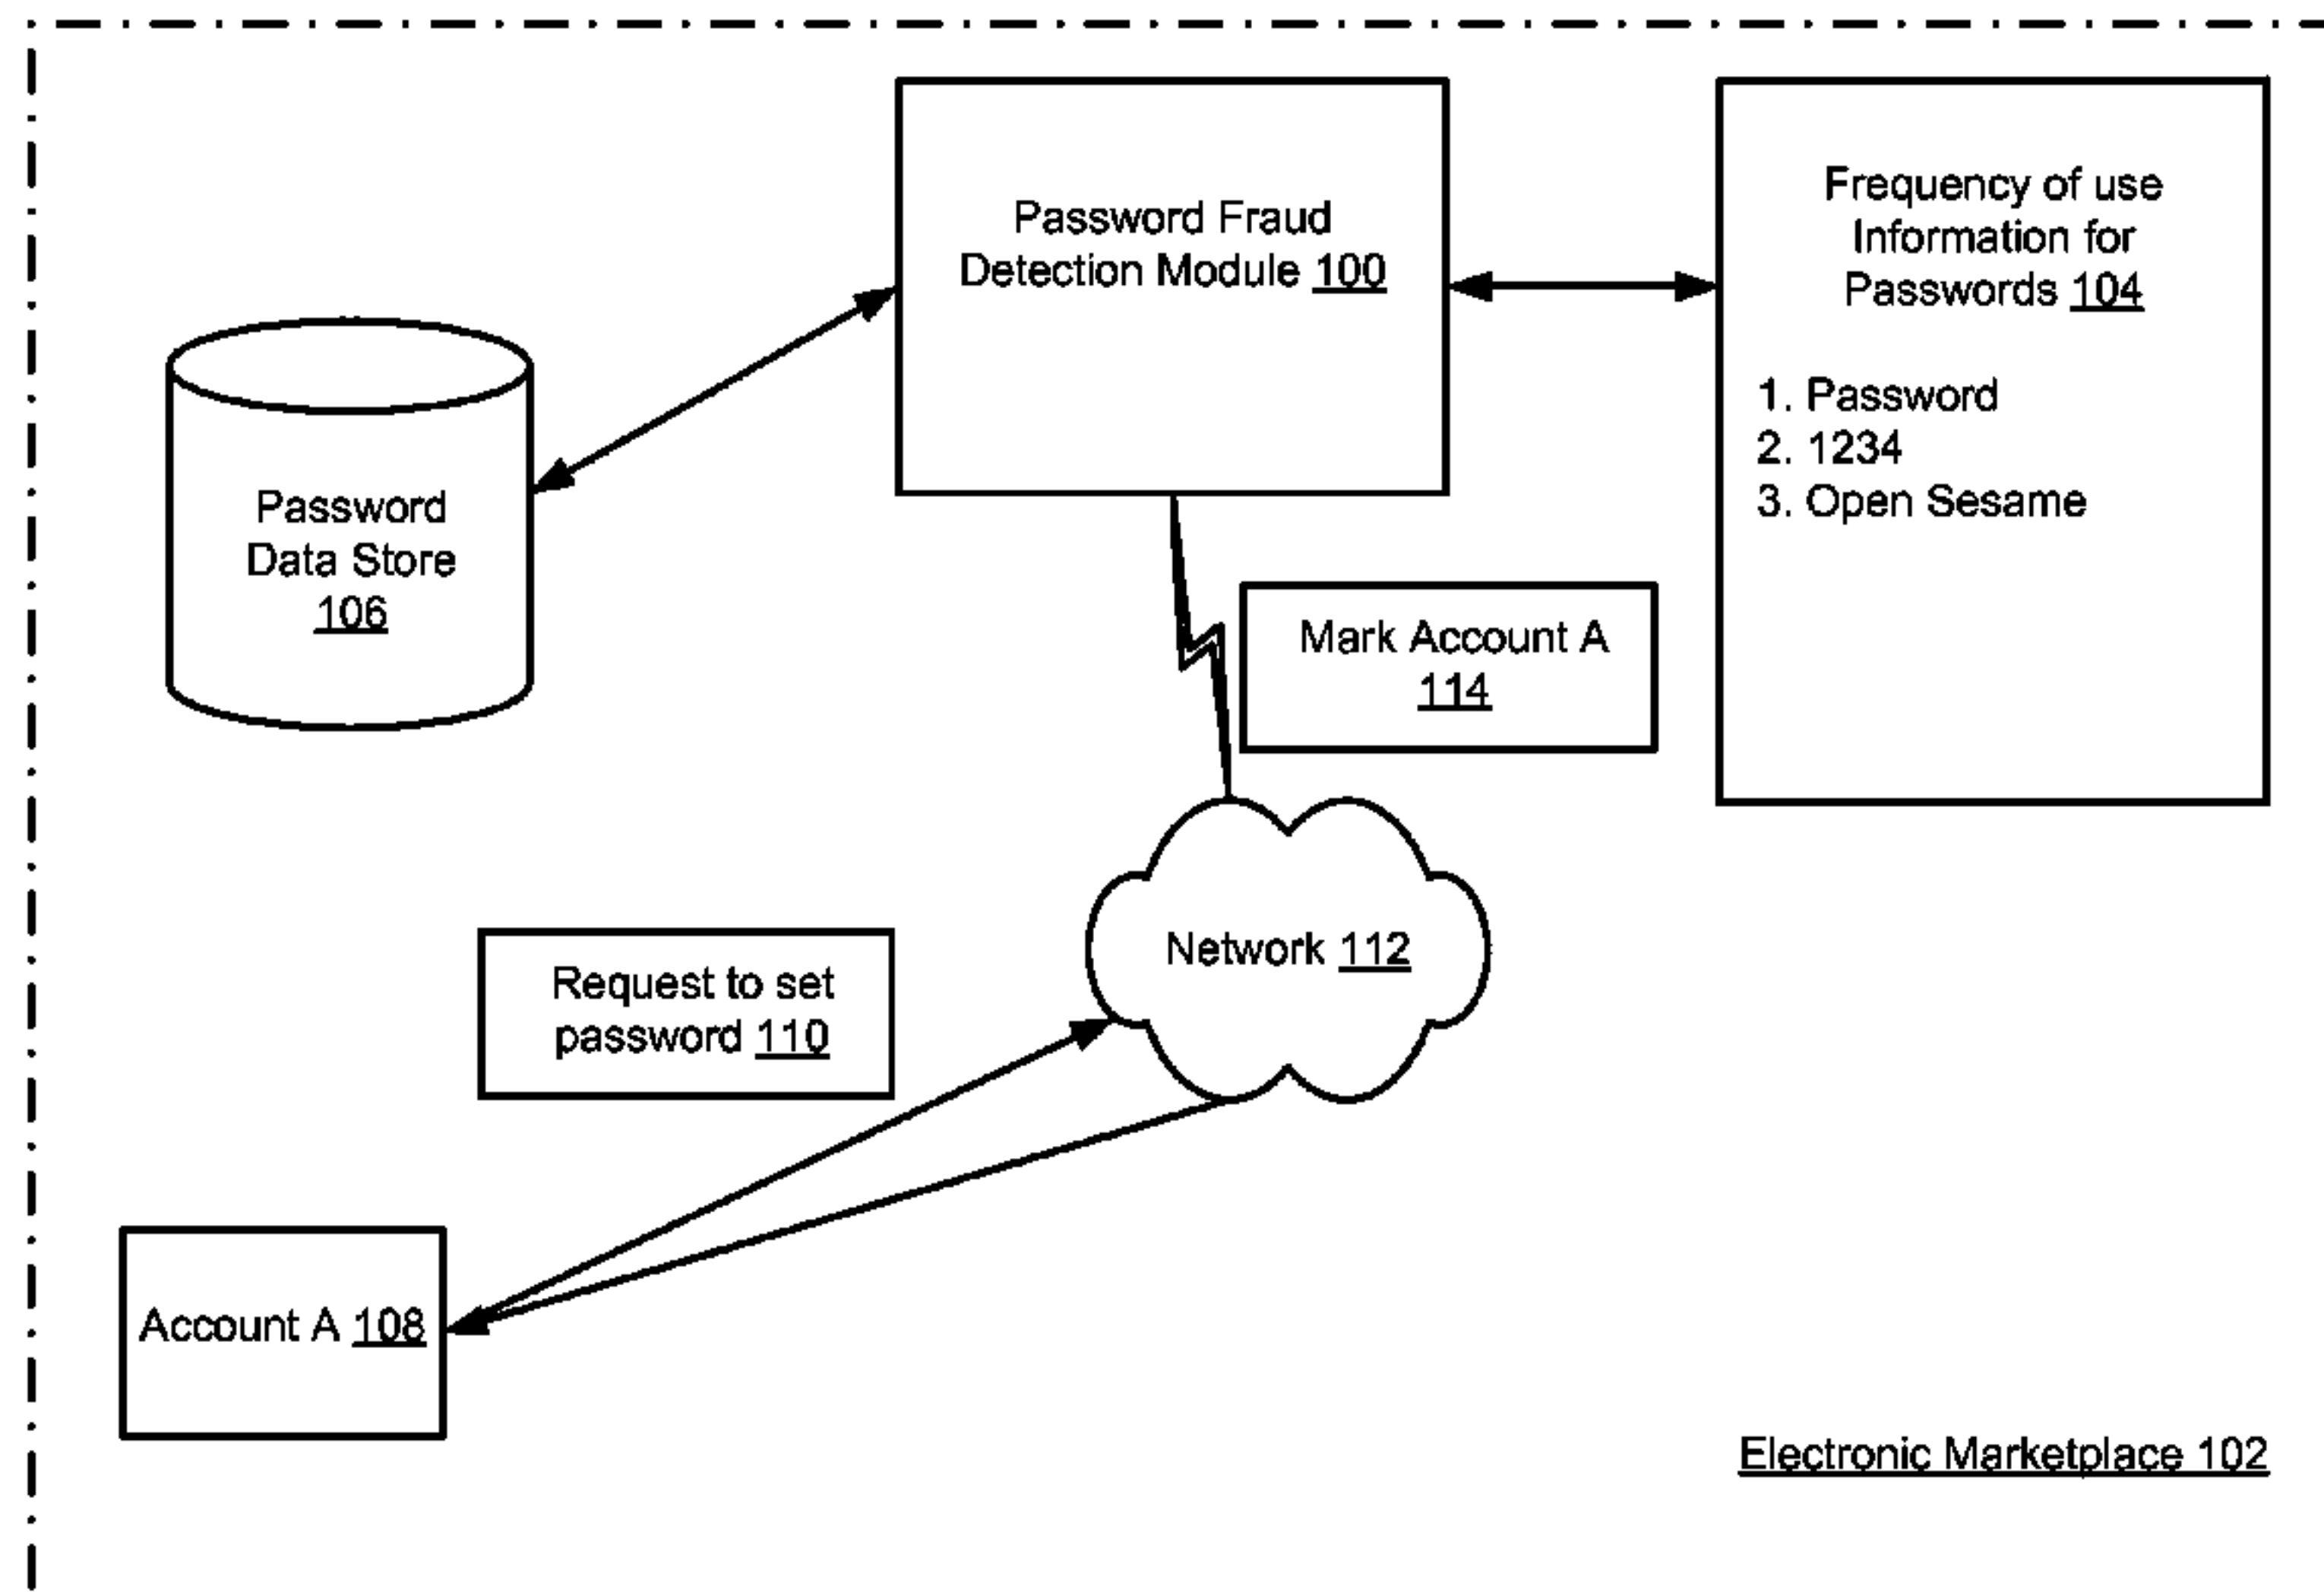 Password Fraud
Detection Module 100
Frequency of use
Information for
Passwords 104
1. Password
2. 1234
3. Open Sesame
Password
Data Store
106
Mark Account A
114
Network 112
Request to set
password 110
Account A 108
Electronic Marketplace 102